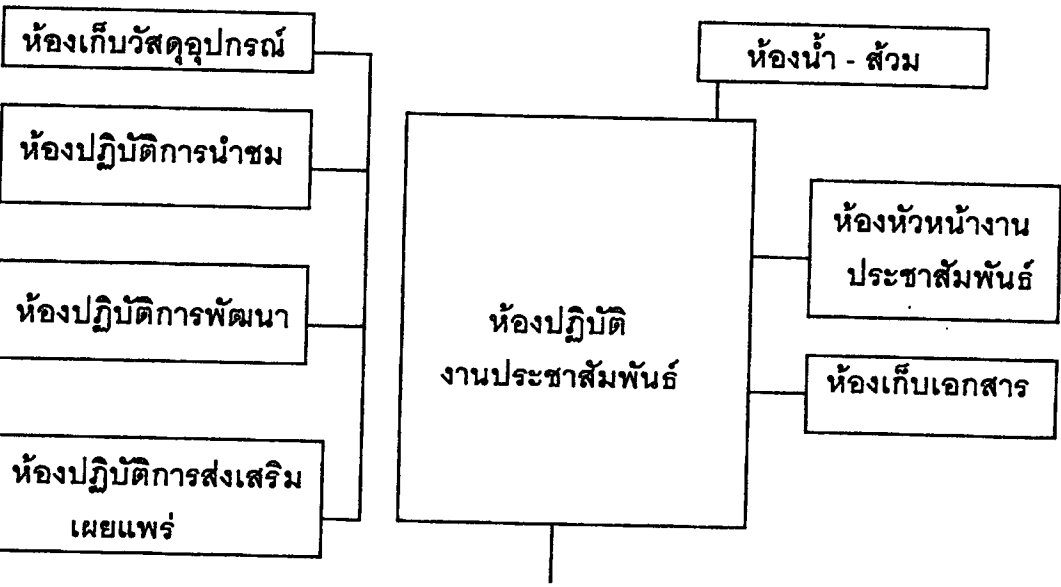 ห้องเก็บวัสดุอุปกรณ์
ห้องปฏิบัติการนำชม
ห้องปฏิบัติการพัฒนา
ห้องปฏิบัติการส่งเสริม
เผยแพร่
ห้องปฏิบัติ
งานประชาสัมพันธ์
ห้องน้ำ - ส้วม
ห้องหัวหน้างาน
ประชาสัมพันธ์
ห้องเก็บเอกสาร